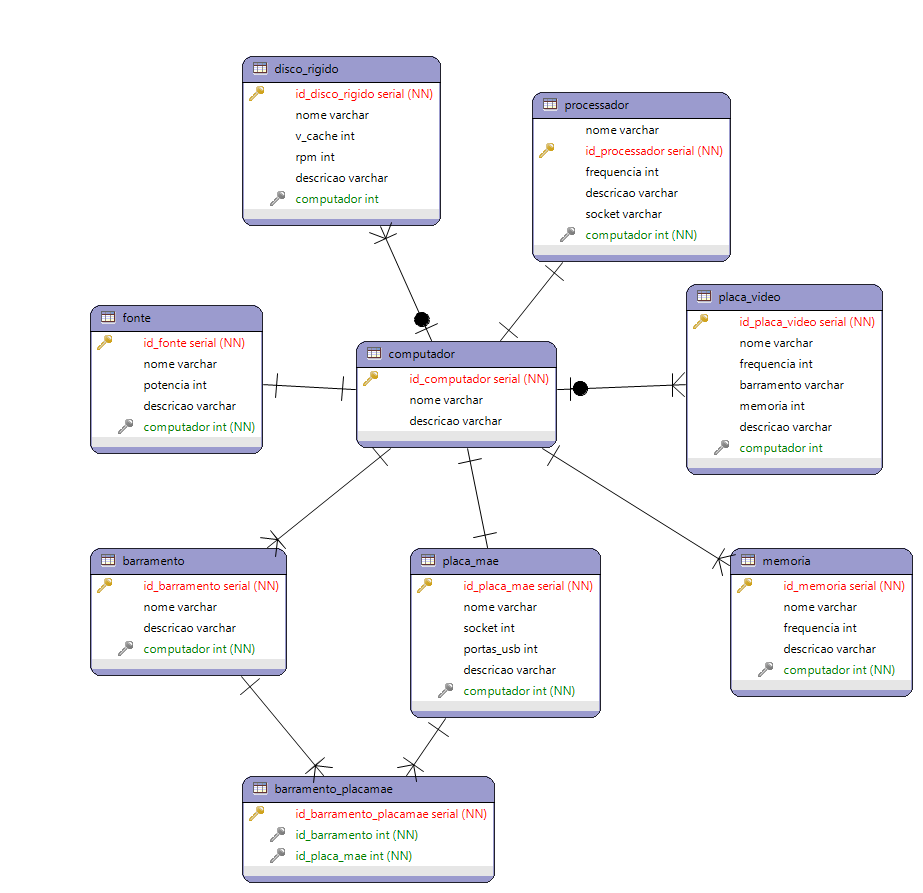 disco_rigido
id_disco_rigido serial (NN)
nome varchar
v_cache int
rpm int
descricao varchar
computador int
processador
nome varchar
id_processador serial (NN)
frequencia int
descricao varchar
socket varchar
computador int (NN)
placa_video
id_placa_video serial (NN)
nome varchar
frequencia int
barramento varchar
memoria int
descricao varchar
computador int
fonte
id_fonte serial (NN)
nome varchar
potencia int
descricao varchar
computador int (NN)
computador
id_computador serial (NN)
nome varchar
descricao varchar
barramento
id_barramento serial (NN)
nome varchar
descricao varchar
computador int (NN)
placa_mae
id_placa_mae serial (NN)
nome varchar
socket int
portas_usb int
descricao varchar
computador int (NN)
memoria
id_memoria serial (NN)
nome varchar
frequencia int
descricao varchar
computador int (NN)
barramento_placamae
id_barramento_placamae serial (NN)
id_barramento int (NN)
id_placa_mae int (NN)